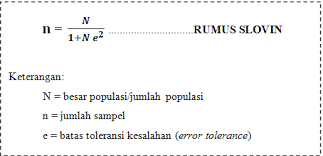 n = N / 1+N e² ..............................RUMUS SLOVIN
Keterangan:
N = besar populasi/jumlah populasi
n = jumlah sampel
e = batas toleransi kesalahan (error tolerance)